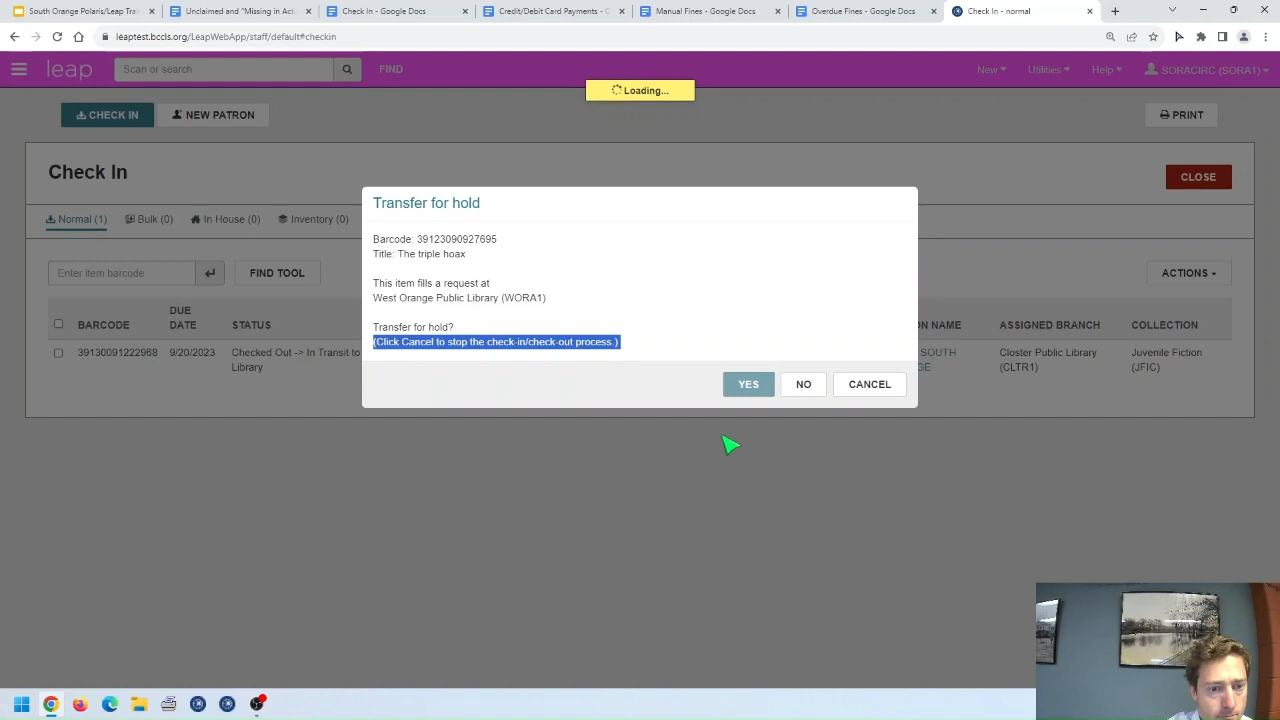 South Orange Polaris/Leap Trai
Unclaimed and "Missing in Acti
Check In - Google Docs
Credit/Debit Card Payments - G
Manual Fines - Google Docs
Overdue Fines - Google Docs
Check In - normal
leaptest.bccls.org/LeapWebApp/staff/default#checkin
leap
Scan or search
FIND
New
Utilities
Help
SORACIRC (SORA1)
Loading...
CHECK IN
NEW PATRON
PRINT
Check In
CLOSE
Normal (1)
Bulk (0)
In House (0)
Inventory (0)
Enter item barcode
FIND TOOL
ACTIONS
BARCODE
DUE
DATE
STATUS
ON NAME
ASSIGNED BRANCH
COLLECTION
39130091222968
9/20/2023
Checked Out -> In Transit to
Library
SOUTH
GE
Closter Public Library
(CLTR1)
Juvenile Fiction
(JFIC)
Transfer for hold
Barcode: 39123090927695
Title: The triple hoax
This item fills a request at
West Orange Public Library (WORA1)
Transfer for hold?
(Click Cancel to stop the check-in/check-out process.)
YES
NO
CANCEL